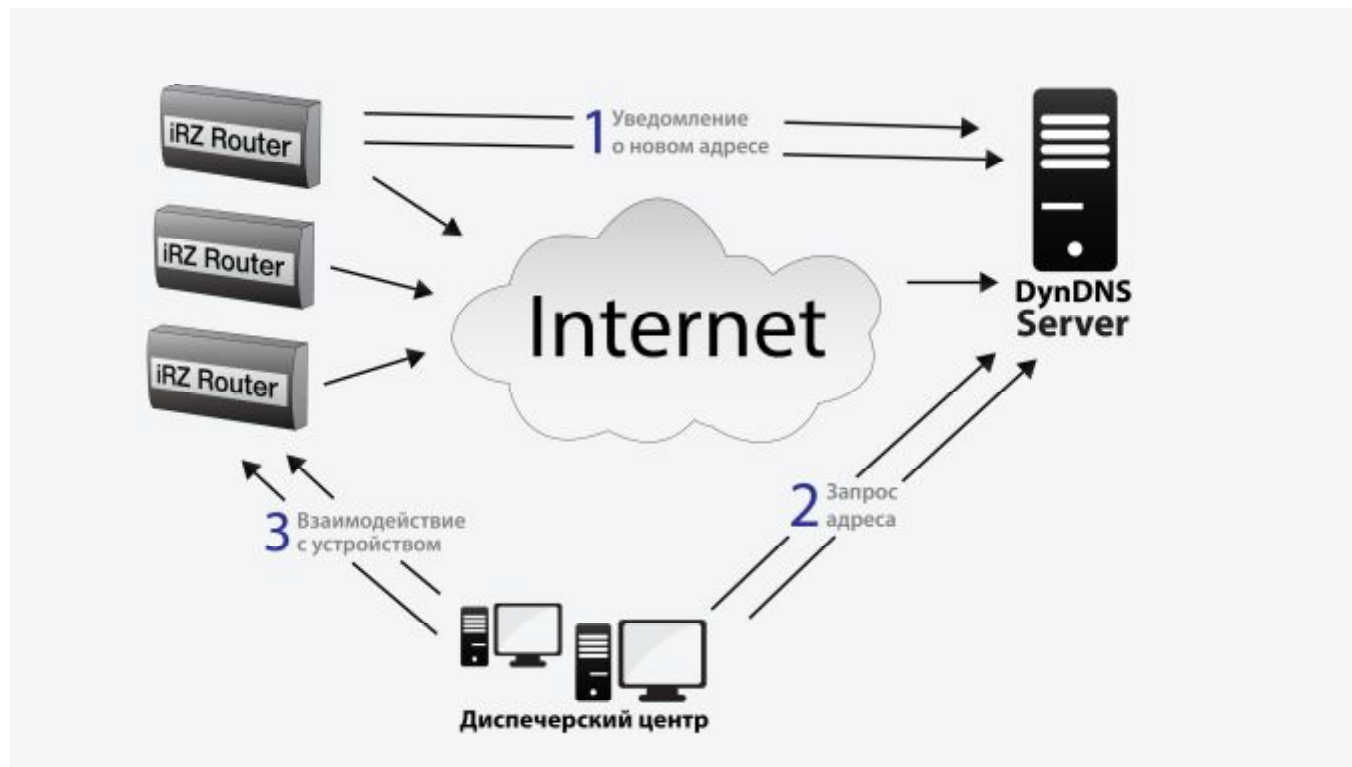 iRZ Router
1 Уведомление
о новом адресе
iRZ Router
Internet
DynDNS
Server
iRZ Router
2 Запрос
адреса
3 Взаимодействие
с устройством
Диспечерский центр